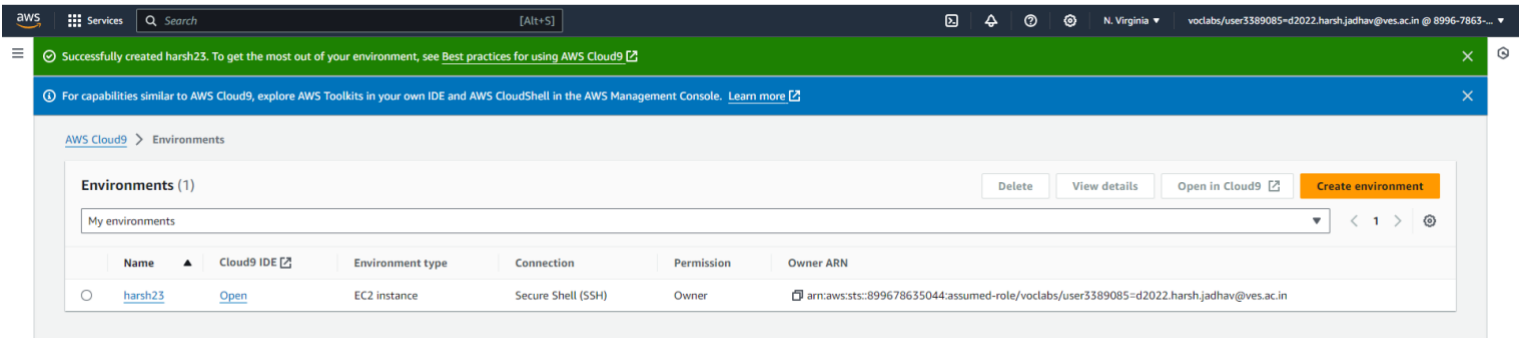 aws Services Search [Alt+S] N. Virginia ▼ voclabs/user3389085=d2022.harsh.jadhav@ves.ac.in @ 8996-7863-... ▼
Successfully created harsh23. To get the most out of your environment, see Best practices for using AWS Cloud9
For capabilities similar to AWS Cloud9, explore AWS Toolkits in your own IDE and AWS CloudShell in the AWS Management Console. Learn more
AWS Cloud9 > Environments
Environments (1) Delete View details Open in Cloud9 Create environment
My environments ▼ < 1 >
Name ▲ Cloud9 IDE Environment type Connection Permission Owner ARN
harsh23 Open EC2 instance Secure Shell (SSH) Owner arn:aws:sts::899678635044:assumed-role/voclabs/user3389085=d2022.harsh.jadhav@ves.ac.in